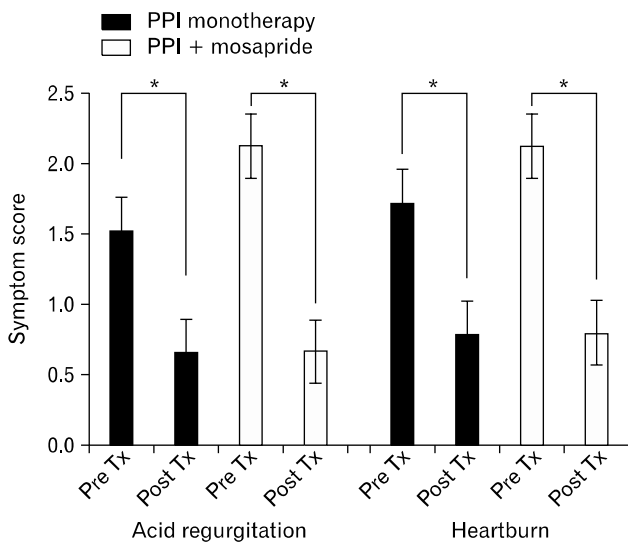 PPI monotherapy
PPI + mosapride
* * * *
2.5
2.0
1.5
1.0
0.5
0.0
Symptom score
Pre Tx Post Tx Pre Tx Post Tx Pre Tx Post Tx Pre Tx Post Tx
Acid regurgitation Heartburn